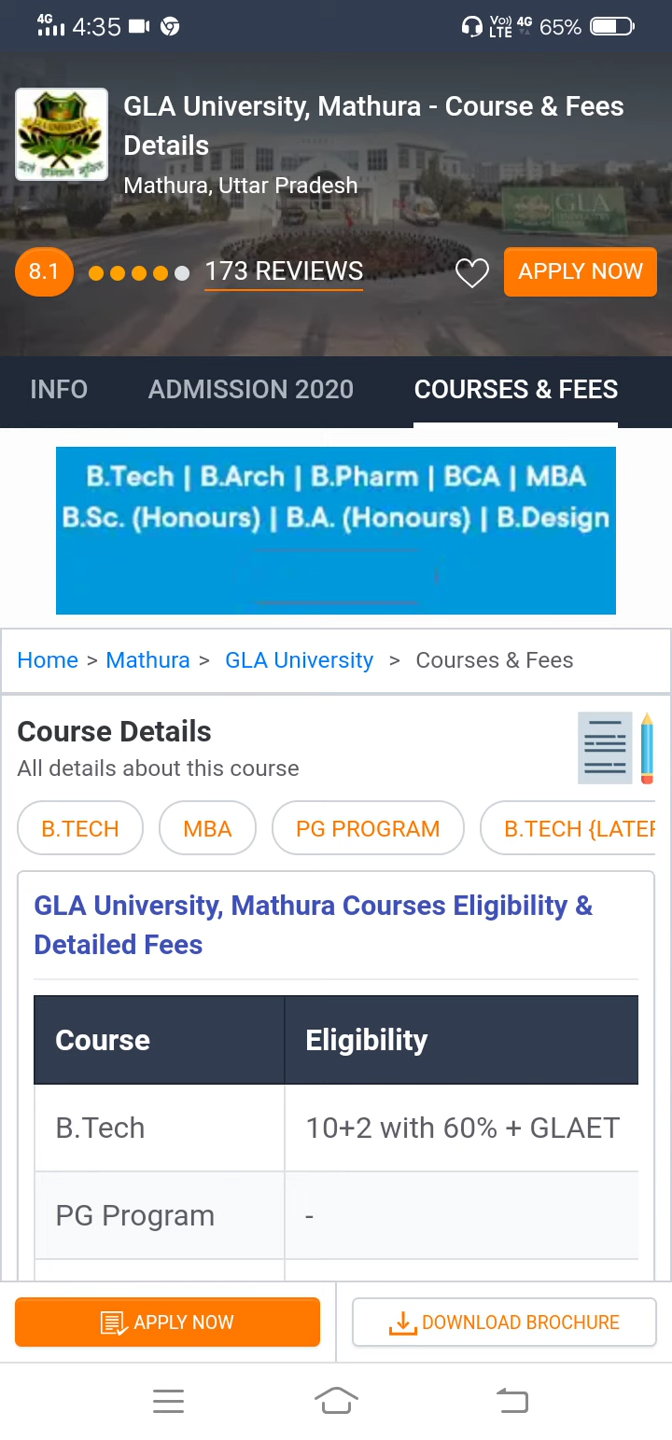 4G 4:35 Vo)) LTE 4G 65%
GLA University, Mathura - Course & Fees
Details
Mathura, Uttar Pradesh
GLA
8.1 173 REVIEWS APPLY NOW
INFO ADMISSION 2020 COURSES & FEES
B.Tech | B.Arch | B.Pharm | BCA | MBA
B.Sc. (Honours) | B.A. (Honours) | B.Design
Home > Mathura > GLA University > Courses & Fees
Course Details
All details about this course
B.TECH MBA PG PROGRAM B.TECH {LATER
GLA University, Mathura Courses Eligibility &
Detailed Fees
Course Eligibility
B.Tech 10+2 with 60% + GLAET
PG Program -
APPLY NOW DOWNLOAD BROCHURE